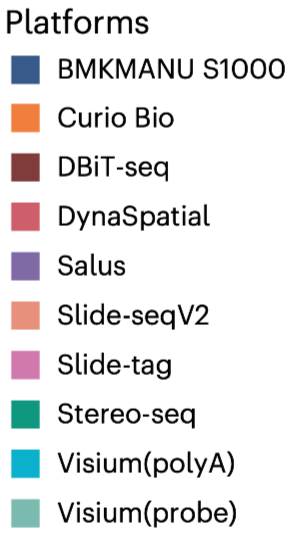 Platforms
BMKMANU S1000
Curio Bio
DBiT-seq
DynaSpatial
Salus
Slide-seqV2
Slide-tag
Stereo-seq
Visium(polyA)
Visium(probe)